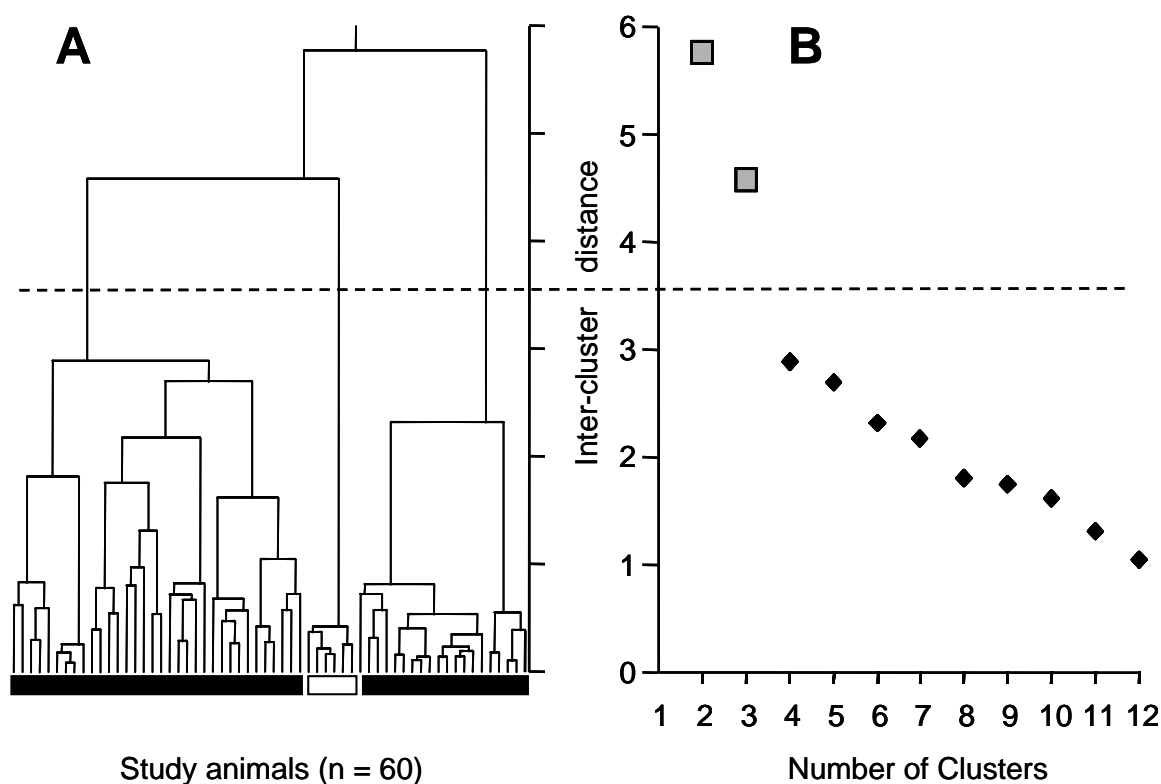 A
B
Inter-cluster distance
6
5
4
3
2
1
0
1 2 3 4 5 6 7 8 9 10 11 12
Study animals (n = 60)
Number of Clusters